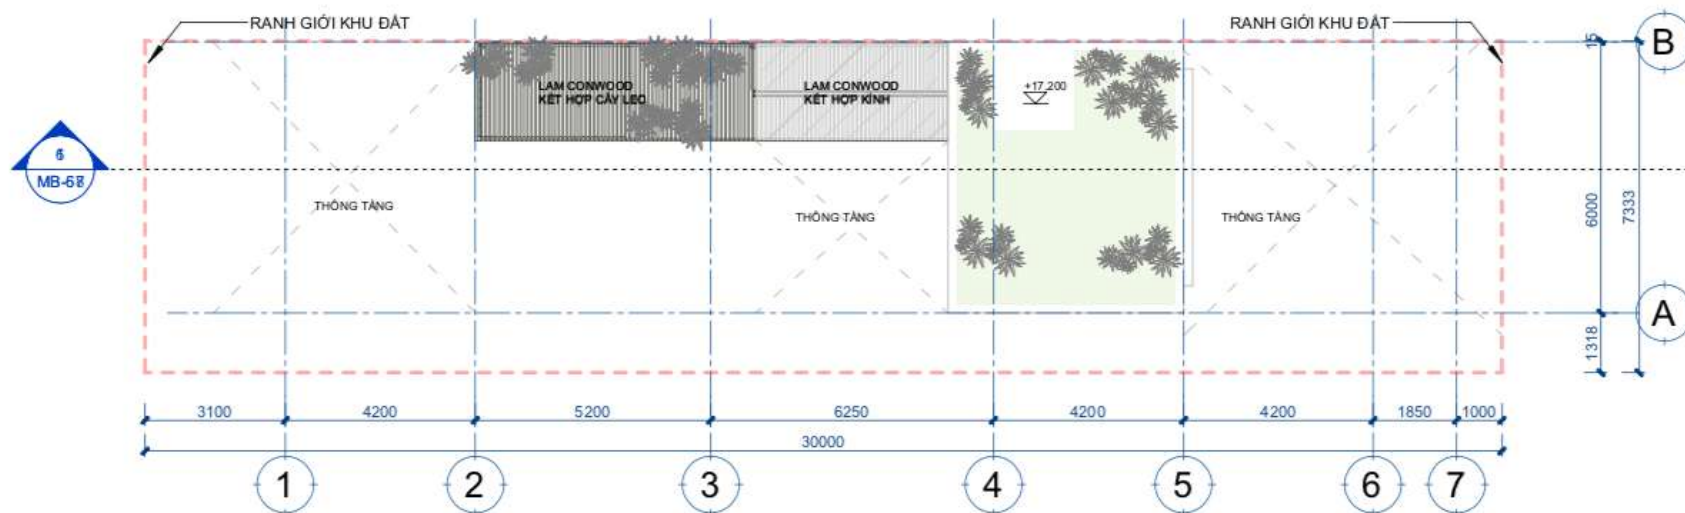 RANH GIỚI KHU ĐẤT
RANH GIỚI KHU ĐẤT
B
15
LAM CONWOOD
KẾT HỢP CÂY LEO
LAM CONWOOD
KẾT HỢP KÍNH
+17.200
6
THÔNG TẦNG
THÔNG TẦNG
THÔNG TẦNG
6000
7333
A
1318
3100
4200
5200
6250
4200
4200
1850
1000
30000
1
2
3
4
5
6
7